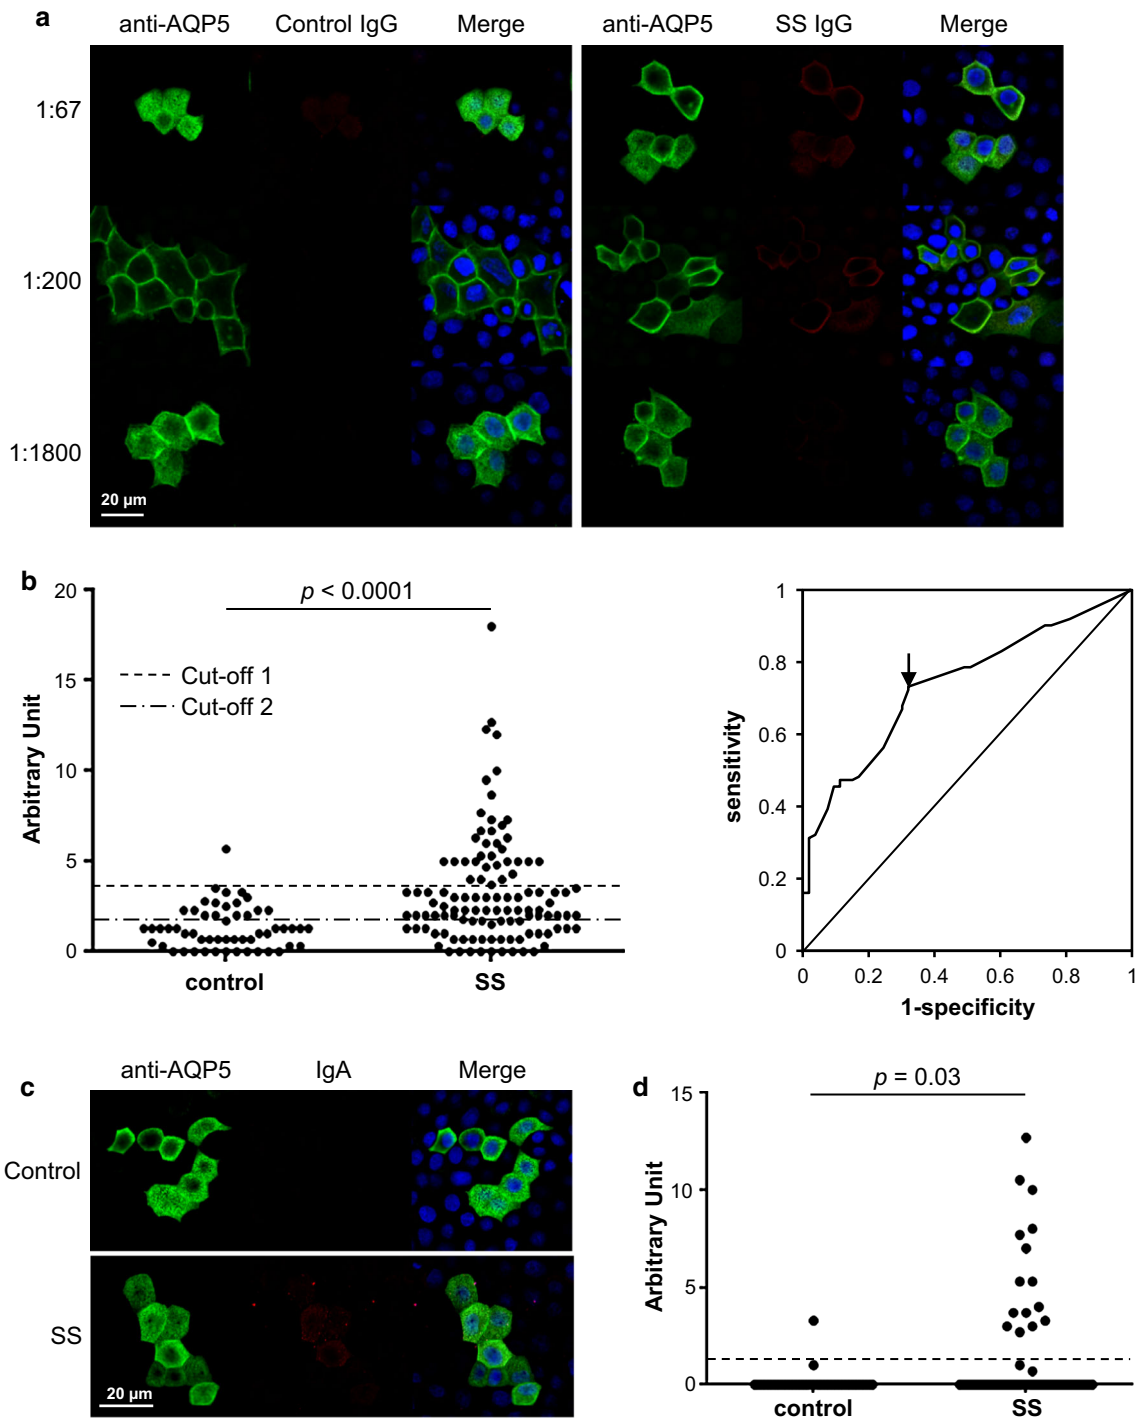 a
anti-AQP5 Control IgG Merge anti-AQP5 SS IgG Merge
1:67
1:200
1:1800
20 µm
b
p < 0.0001
20
15
10
5
0
Arbitrary Unit
Cut-off 1
Cut-off 2
control SS
1
0.8
0.6
0.4
0.2
0
sensitivity
0 0.2 0.4 0.6 0.8 1
1-specificity
c
anti-AQP5 IgA Merge
Control
SS
20 µm
d
p = 0.03
15
10
5
0
Arbitrary Unit
control SS